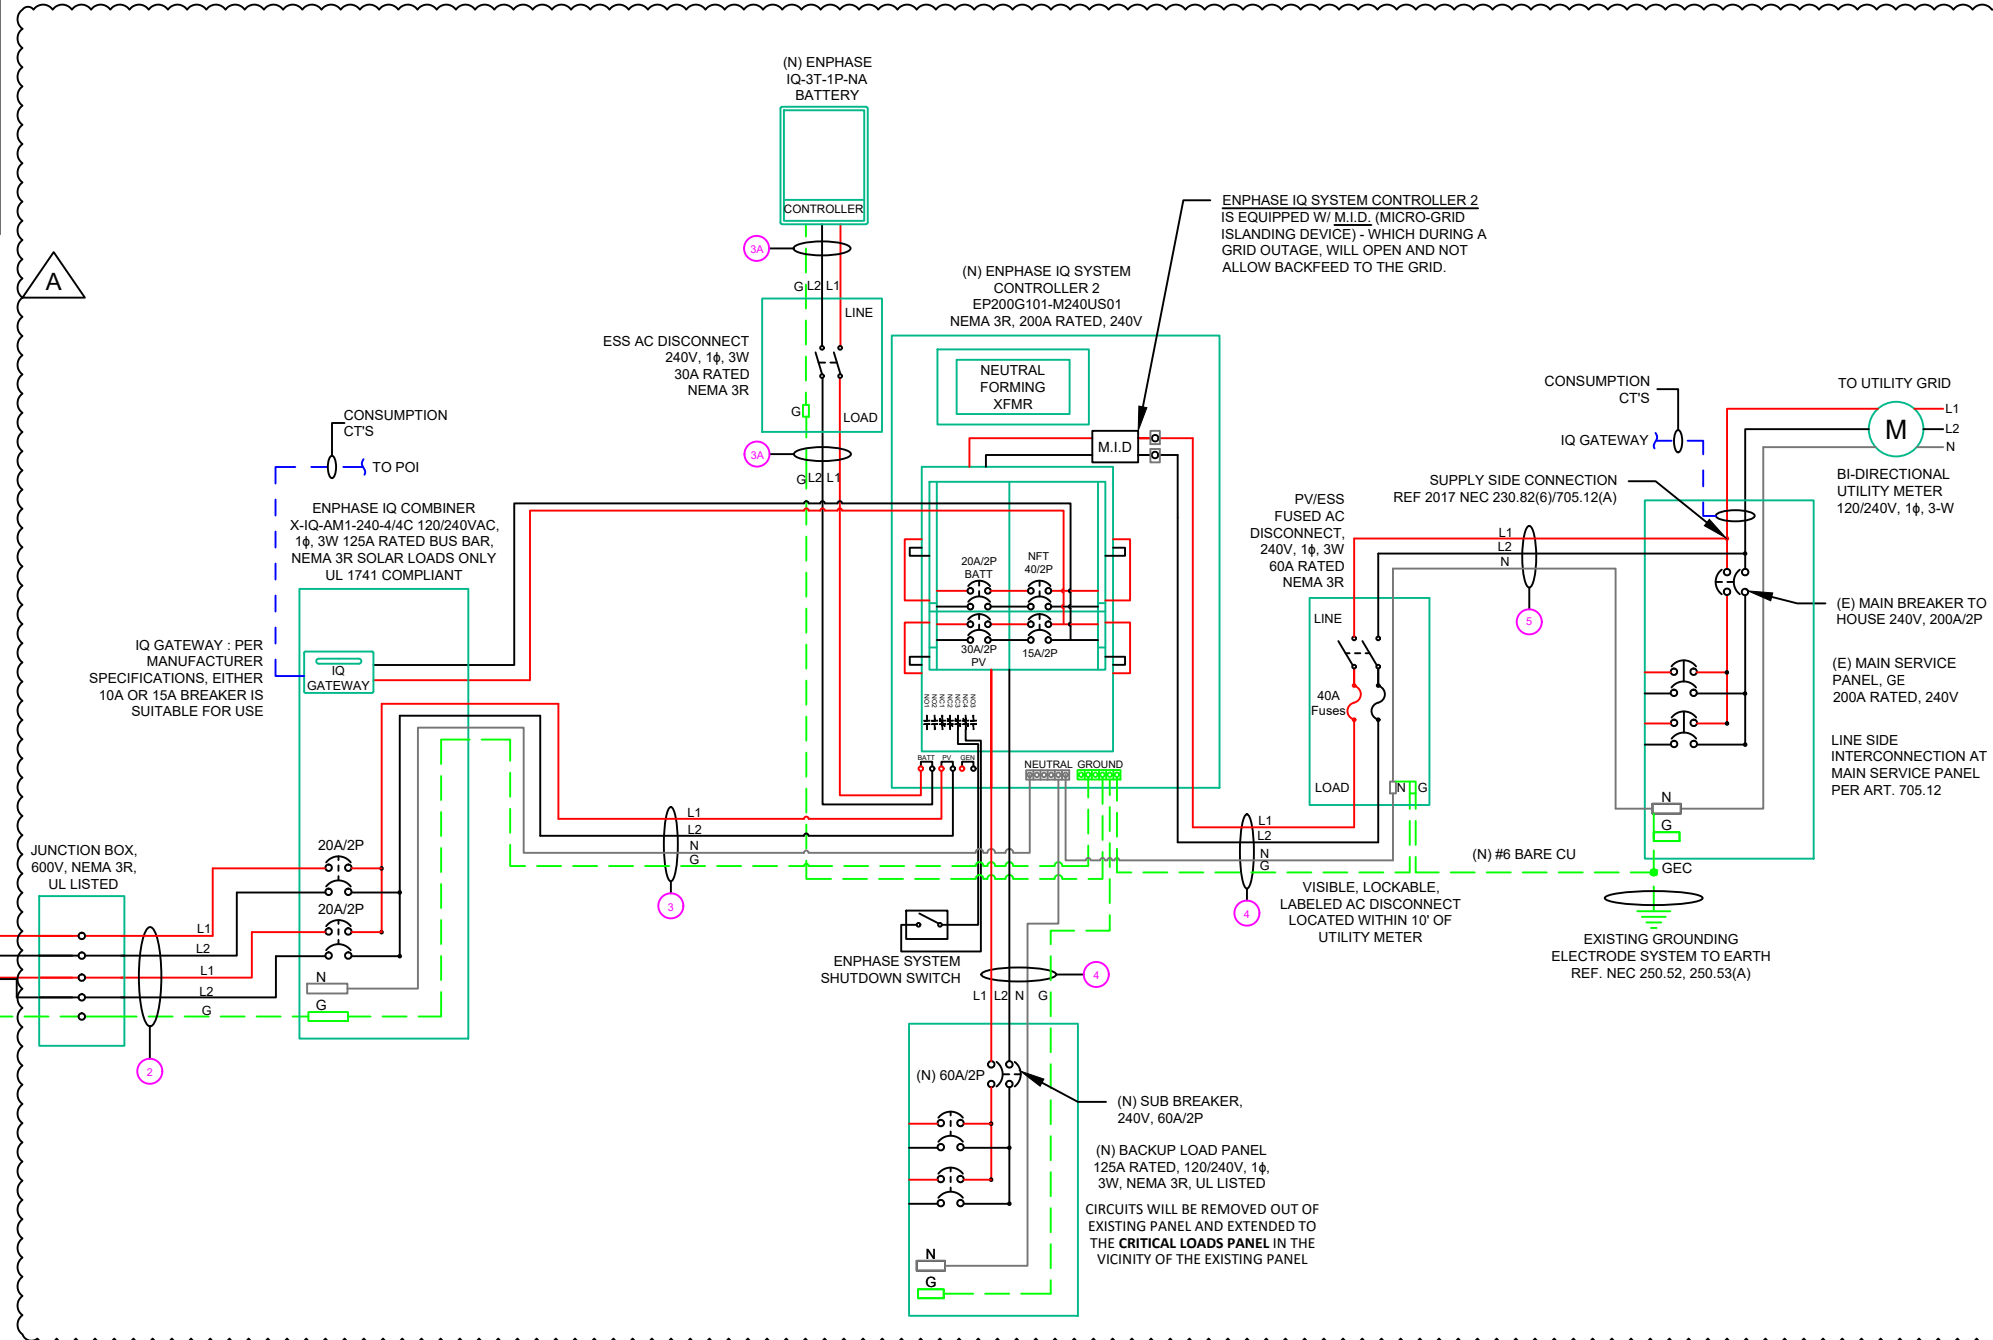 (N) ENPHASE
IQ-3T-1P-NA
BATTERY
CONTROLLER
3A
G L2 L1
LINE
ESS AC DISCONNECT
240V, 1ϕ, 3W
30A RATED
NEMA 3R
G
LOAD
3A
G L2 L1
A
ENPHASE IQ SYSTEM CONTROLLER 2
IS EQUIPPED W/ M.I.D. (MICRO-GRID
ISLANDING DEVICE) - WHICH DURING A
GRID OUTAGE, WILL OPEN AND NOT
ALLOW BACKFEED TO THE GRID.
(N) ENPHASE IQ SYSTEM
CONTROLLER 2
EP200G101-M240US01
NEMA 3R, 200A RATED, 240V
NEUTRAL
FORMING
XFMR
M.I.D
20A/2P
BATT
NFT
40/2P
30A/2P
PV
15A/2P
NO1
NO2
NC1
NC2
NC3
NC4
NO3
BATT PV GEN
NEUTRAL GROUND
CONSUMPTION
CT'S
TO POI
ENPHASE IQ COMBINER
X-IQ-AM1-240-4/4C 120/240VAC,
1ϕ, 3W 125A RATED BUS BAR,
NEMA 3R SOLAR LOADS ONLY
UL 1741 COMPLIANT
IQ GATEWAY : PER
MANUFACTURER
SPECIFICATIONS, EITHER
10A OR 15A BREAKER IS
SUITABLE FOR USE
IQ
GATEWAY
20A/2P
20A/2P
N
G
JUNCTION BOX,
600V, NEMA 3R,
UL LISTED
L1
L2
L1
L2
G
2
L1
L2
N
G
3
ENPHASE SYSTEM
SHUTDOWN SWITCH
4
L1 L2 N G
(N) 60A/2P
(N) SUB BREAKER,
240V, 60A/2P
(N) BACKUP LOAD PANEL
125A RATED, 120/240V, 1ϕ,
3W, NEMA 3R, UL LISTED
CIRCUITS WILL BE REMOVED OUT OF
EXISTING PANEL AND EXTENDED TO
THE CRITICAL LOADS PANEL IN THE
VICINITY OF THE EXISTING PANEL
N
G
L1
L2
N
G
4
PV/ESS
FUSED AC
DISCONNECT,
240V, 1ϕ, 3W
60A RATED
NEMA 3R
LINE
40A
Fuses
LOAD
N G
VISIBLE, LOCKABLE,
LABELED AC DISCONNECT
LOCATED WITHIN 10' OF
UTILITY METER
L1
L2
N
5
CONSUMPTION
CT'S
IQ GATEWAY
SUPPLY SIDE CONNECTION
REF 2017 NEC 230.82(6)/705.12(A)
TO UTILITY GRID
M
L1
L2
N
BI-DIRECTIONAL
UTILITY METER
120/240V, 1ϕ, 3-W
(E) MAIN BREAKER TO
HOUSE 240V, 200A/2P
(E) MAIN SERVICE
PANEL, GE
200A RATED, 240V
LINE SIDE
INTERCONNECTION AT
MAIN SERVICE PANEL
PER ART. 705.12
N
G
(N) #6 BARE CU
GEC
EXISTING GROUNDING
ELECTRODE SYSTEM TO EARTH
REF. NEC 250.52, 250.53(A)